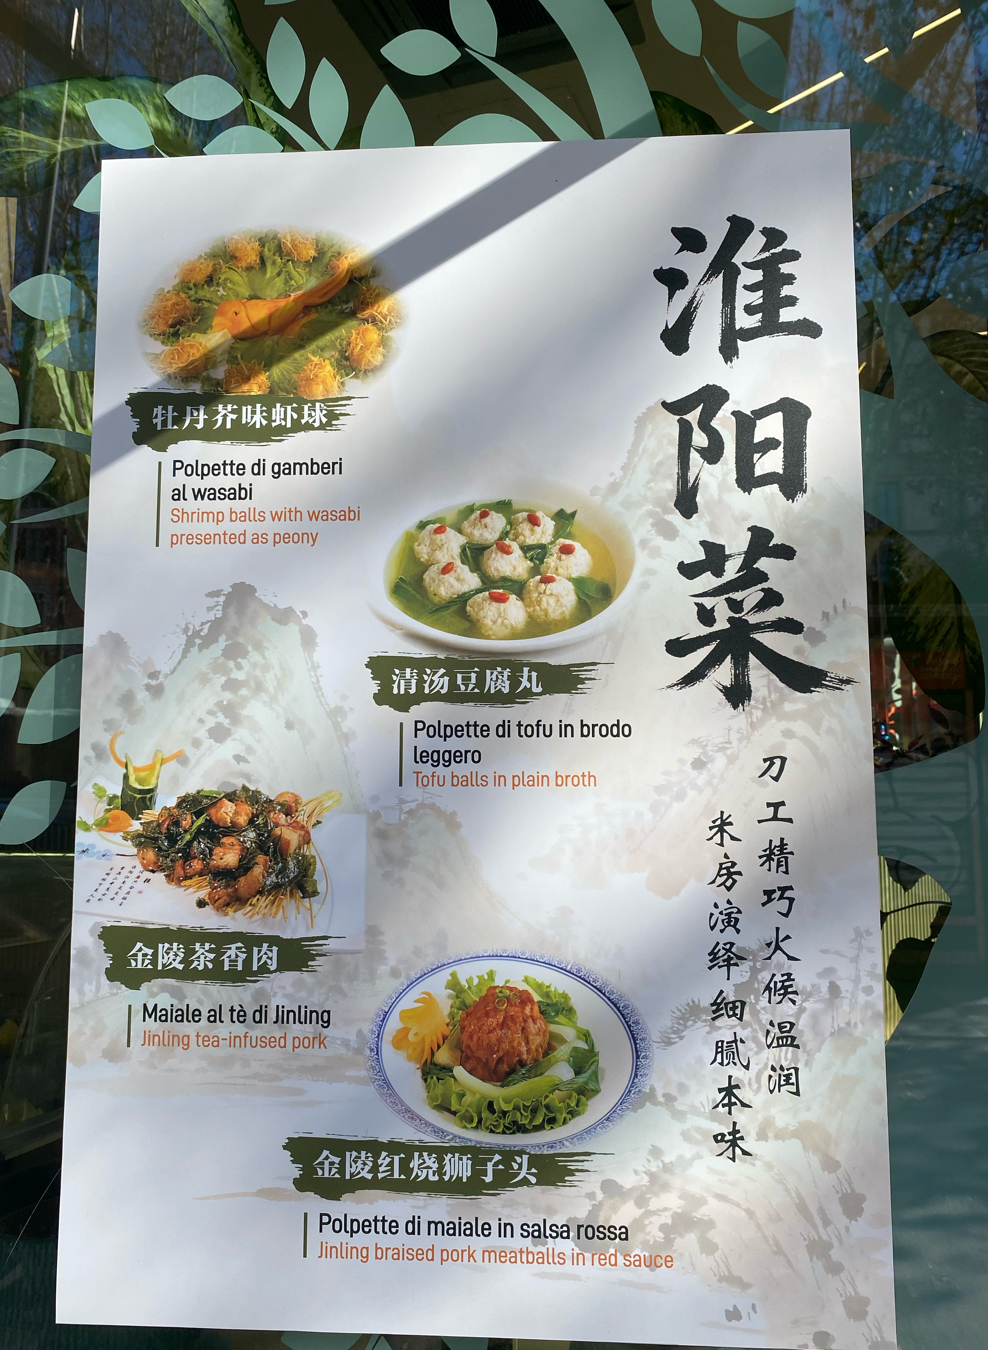 淮阳菜
刀工精巧火候温润
米房演绎细腻本味
牡丹芥味虾球
Polpette di gamberi
al wasabi
Shrimp balls with wasabi
presented as peony
清汤豆腐丸
Polpette di tofu in brodo
leggero
Tofu balls in plain broth
金陵茶香肉
Maiale al tè di Jinling
Jinling tea-infused pork
金陵红烧狮子头
Polpette di maiale in salsa rossa
Jinling braised pork meatballs in red sauce